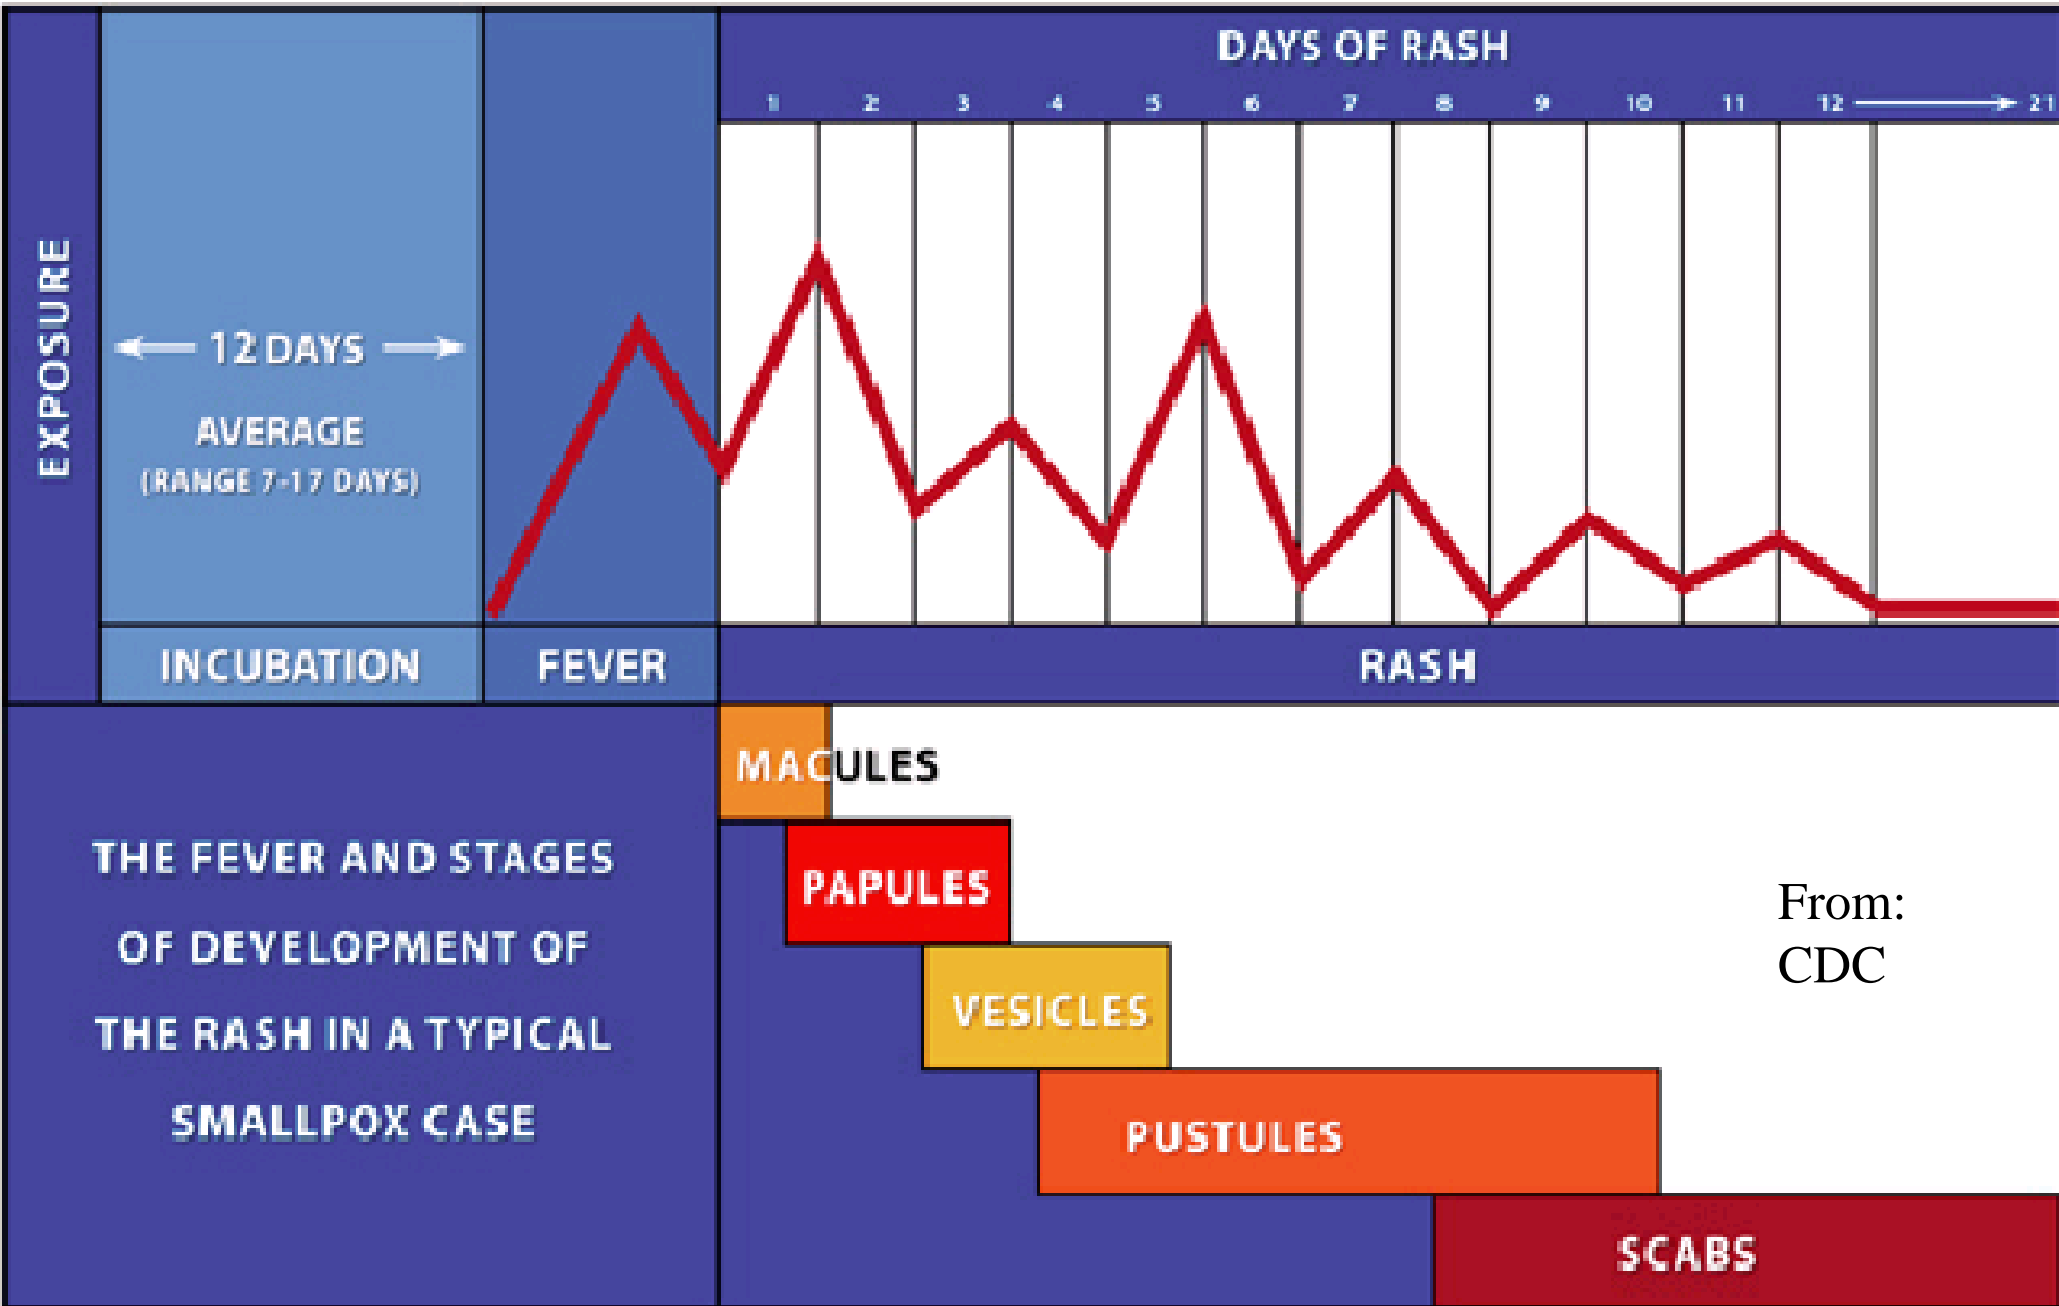 DAYS OF RASH
1 2 3 4 5 6 7 8 9 10 11 12 → 21
EXPOSURE
12 DAYS
AVERAGE
(RANGE 7-17 DAYS)
INCUBATION
FEVER
RASH
MACULES
PAPULES
VESICLES
PUSTULES
SCABS
THE FEVER AND STAGES
OF DEVELOPMENT OF
THE RASH IN A TYPICAL
SMALLPOX CASE
From:
CDC